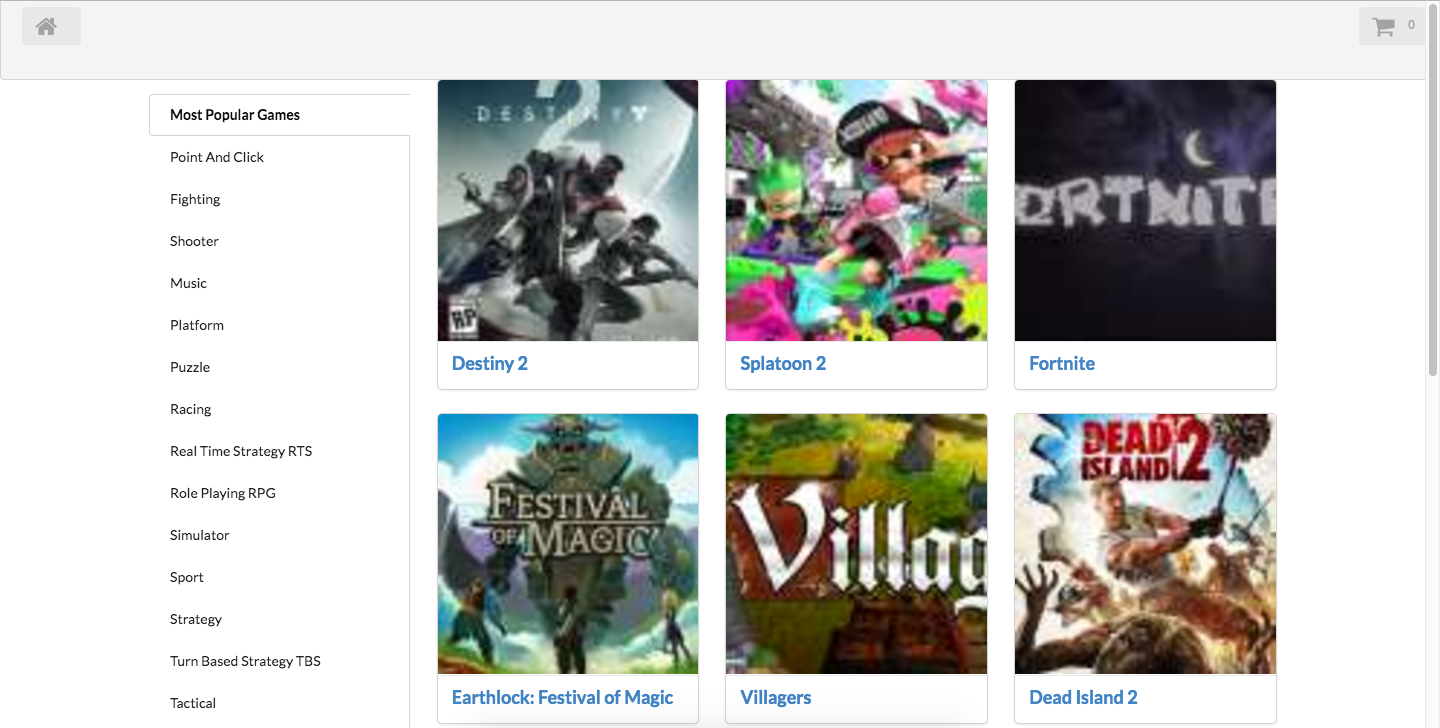 0
Most Popular Games
Point And Click
Fighting
Shooter
Music
Platform
Puzzle
Racing
Real Time Strategy RTS
Role Playing RPG
Simulator
Sport
Strategy
Turn Based Strategy TBS
Tactical
DESTINY
2
RP
Destiny 2
Splatoon 2
ORTNITE
Fortnite
FESTIVAL
OF MAGIC
Earthlock: Festival of Magic
Villag
Villagers
DEAD
ISLAND 2
Dead Island 2